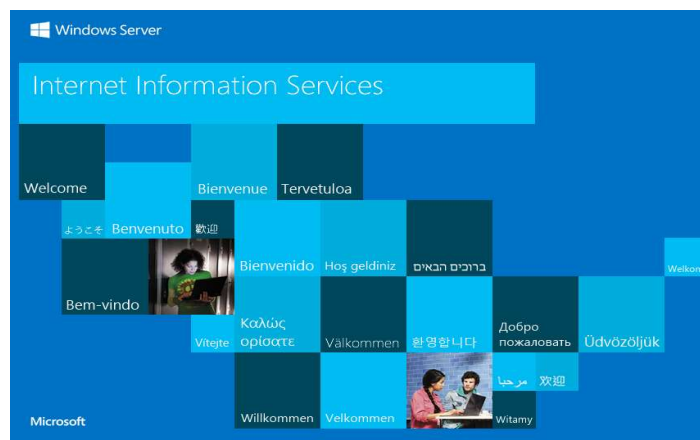 Windows Server
Internet Information Services
Welcome
Bienvenue
Tervetuloa
ようこそ
Benvenuto
歡迎
Bienvenido
Hoş geldiniz
ברוכים הבאים
Welkom
Bem-vindo
Vítejte
Καλώς
ορίσατε
Välkommen
환영합니다
Добро
пожаловать
Üdvözöljük
مرحبا
欢迎
Microsoft
Willkommen
Velkommen
Witamy